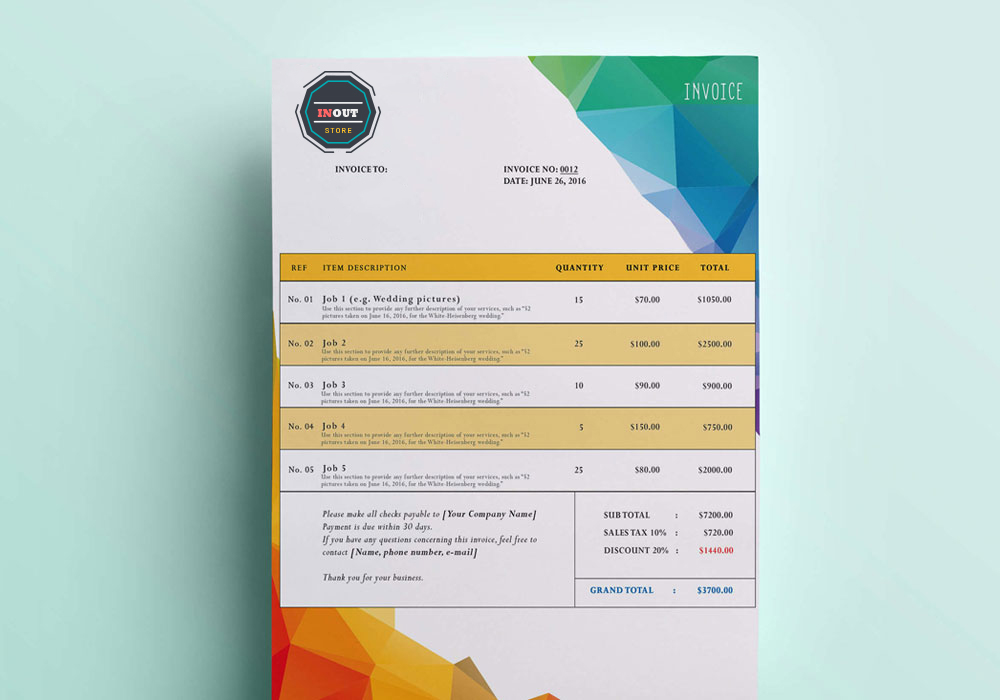 INVOICE
INOUT
STORE
INVOICE TO:
INVOICE NO: 0012
DATE: JUNE 26, 2016
REF ITEM DESCRIPTION QUANTITY UNIT PRICE TOTAL
No. 01 Job 1 (e.g. Wedding pictures) 15 $70.00 $1050.00
Use this section to provide any further description of your services, such as "52
pictures taken on June 16, 2016, for the White-Heisenberg wedding."
No. 02 Job 2 25 $100.00 $2500.00
Use this section to provide any further description of your services, such as "52
pictures taken on June 16, 2016, for the White-Heisenberg wedding."
No. 03 Job 3 10 $90.00 $900.00
Use this section to provide any further description of your services, such as "52
pictures taken on June 16, 2016, for the White-Heisenberg wedding."
No. 04 Job 4 5 $150.00 $750.00
Use this section to provide any further description of your services, such as "52
pictures taken on June 16, 2016, for the White-Heisenberg wedding."
No. 05 Job 5 25 $80.00 $2000.00
Use this section to provide any further description of your services, such as "52
pictures taken on June 16, 2016, for the White-Heisenberg wedding."
Please make all checks payable to [Your Company Name]
Payment is due within 30 days.
If you have any questions concerning this invoice, feel free to
contact [Name, phone number, e-mail]
Thank you for your business.
SUB TOTAL : $7200.00
SALES TAX 10% : $720.00
DISCOUNT 20% : $1440.00
GRAND TOTAL : $3700.00